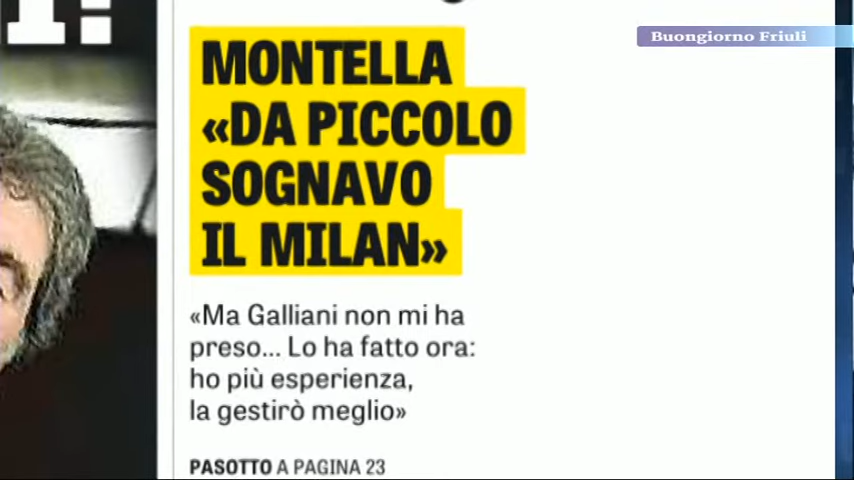 Buongiorno Friuli
MONTELLA
«DA PICCOLO
SOGNAVO
IL MILAN»
«Ma Galliani non mi ha
preso... Lo ha fatto ora:
ho più esperienza,
la gestirò meglio»
PASOTTO A PAGINA 23